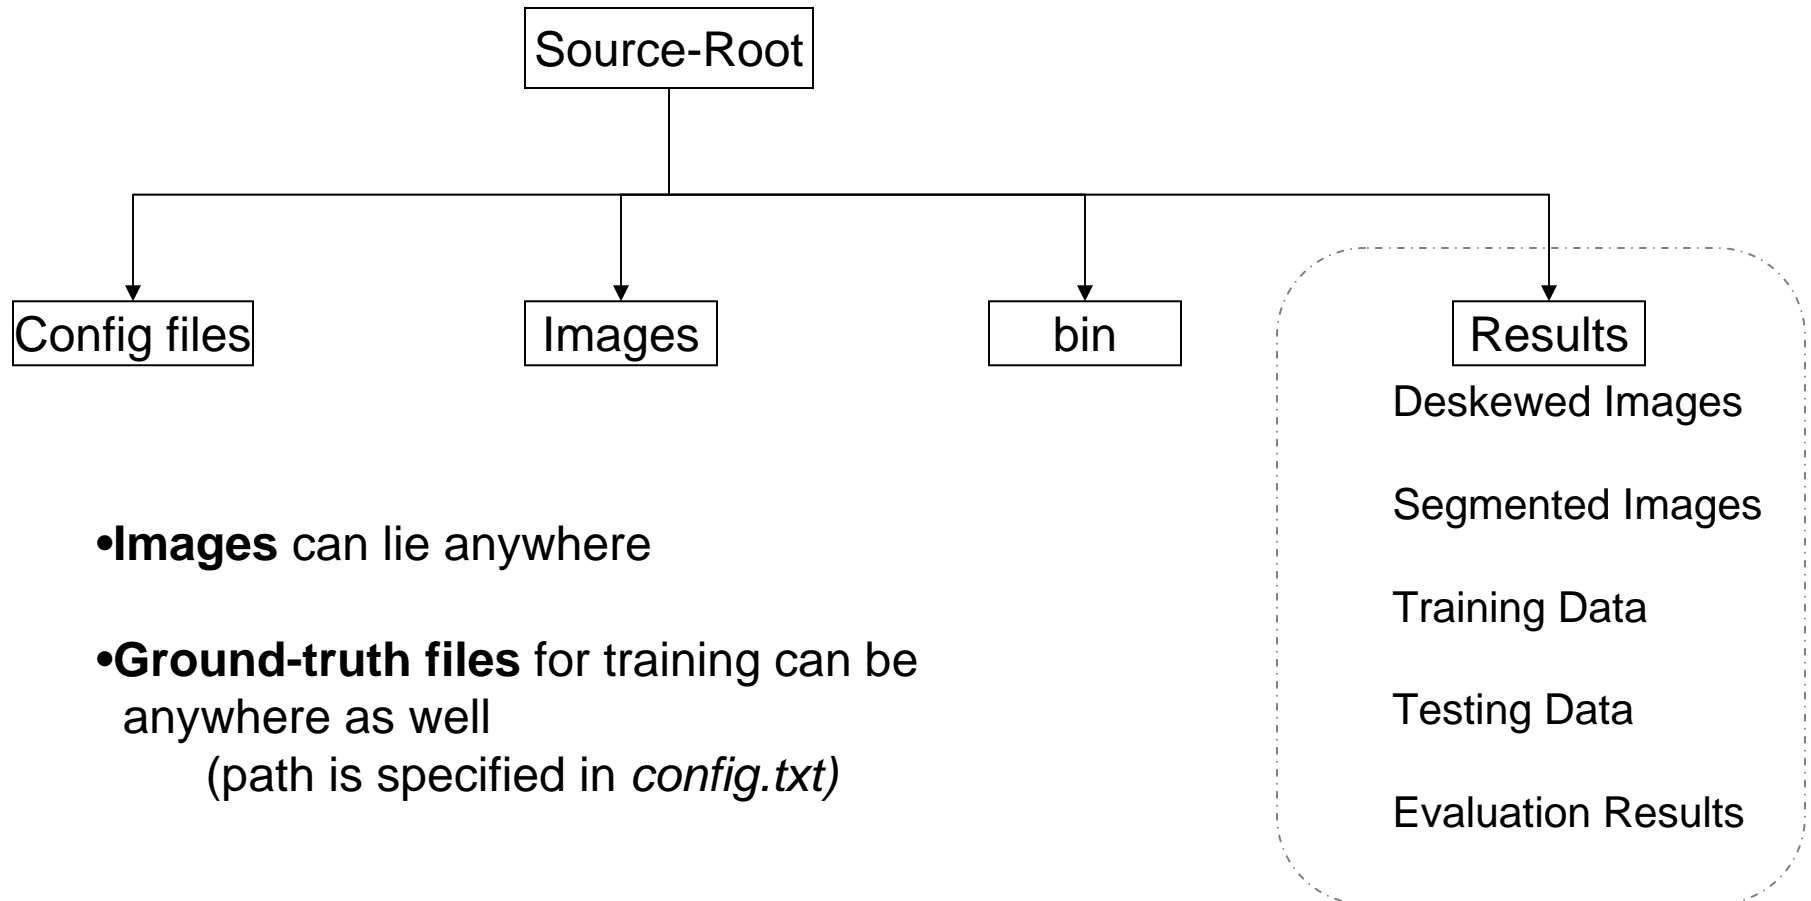 Source-Root
Config files
Images
bin
Results
Deskewed Images
Segmented Images
Training Data
Testing Data
Evaluation Results
•Images can lie anywhere
•Ground-truth files for training can be
anywhere as well
(path is specified in config.txt)